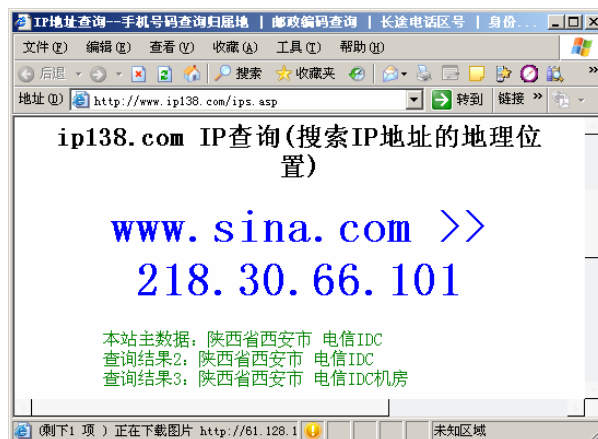 IP地址查询--手机号码查询归属地 | 邮政编码查询 | 长途电话区号 | 身份...
文件(F) 编辑(E) 查看(V) 收藏(A) 工具(T) 帮助(H)
后退 搜索 收藏夹 »
地址(D) http://www.ip138.com/ips.asp 转到 链接 »
ip138.com IP查询(搜索IP地址的地理位
置)
www.sina.com >>
218.30.66.101
本站主数据：陕西省西安市 电信IDC
查询结果2：陕西省西安市 电信IDC
查询结果3：陕西省西安市 电信IDC机房
(剩下1 项 ) 正在下载图片 http://61.128.1 未知区域